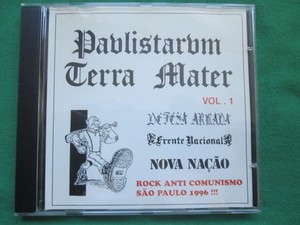 Pavlistarvm
Terra Mater
VOL. 1
DEFESA ARMADA
Frente Nacional
NOVA NAÇÃO
ROCK ANTI COMUNISMO
SÃO PAULO 1996 !!!